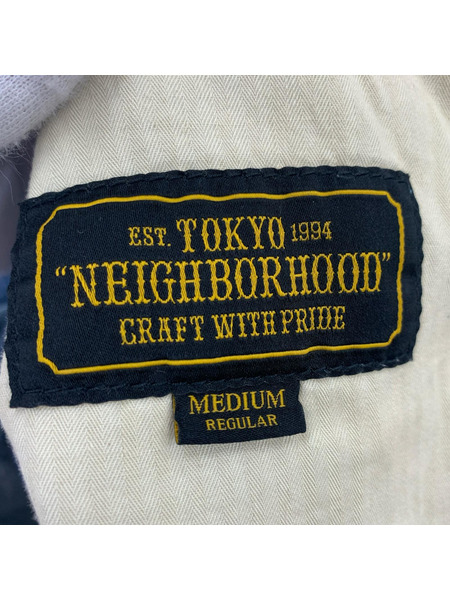 EST. TOKYO 1994
"NEIGHBORHOOD"
CRAFT WITH PRIDE
MEDIUM
REGULAR